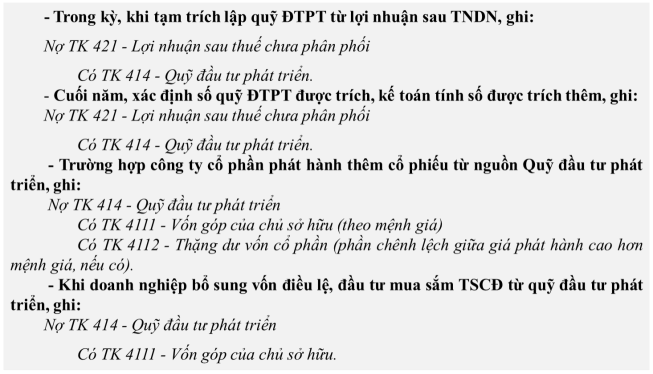 - Trong kỳ, khi tạm trích lập quỹ ĐTPT từ lợi nhuận sau TNDN, ghi:
Nợ TK 421 - Lợi nhuận sau thuế chưa phân phối
Có TK 414 - Quỹ đầu tư phát triển.
- Cuối năm, xác định số quỹ ĐTPT được trích, kế toán tính số được trích thêm, ghi:
Nợ TK 421 - Lợi nhuận sau thuế chưa phân phối
Có TK 414 - Quỹ đầu tư phát triển.
- Trường hợp công ty cổ phần phát hành thêm cổ phiếu từ nguồn Quỹ đầu tư phát
triển, ghi:
Nợ TK 414 - Quỹ đầu tư phát triển
Có TK 4111 - Vốn góp của chủ sở hữu (theo mệnh giá)
Có TK 4112 - Thặng dư vốn cổ phần (phần chênh lệch giữa giá phát hành cao hơn
mệnh giá, nếu có).
- Khi doanh nghiệp bổ sung vốn điều lệ, đầu tư mua sắm TSCĐ từ quỹ đầu tư phát
triển, ghi:
Nợ TK 414 - Quỹ đầu tư phát triển
Có TK 4111 - Vốn góp của chủ sở hữu.